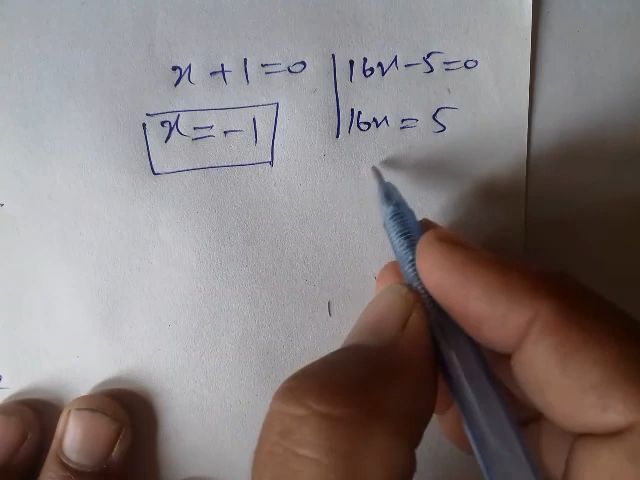 x + 1 = 0 | 16x - 5 = 0
x = -1 | 16x = 5